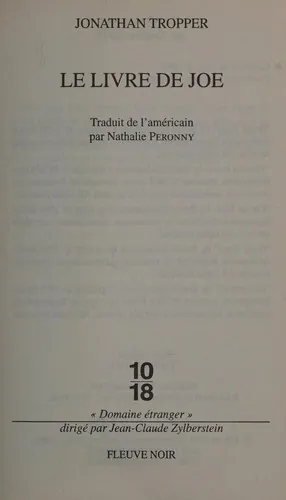 JONATHAN TROPPER
LE LIVRE DE JOE
Traduit de l'américain
par Nathalie PERONNY
10
18
« Domaine étranger »
dirigé par Jean-Claude Zylberstein
FLEUVE NOIR